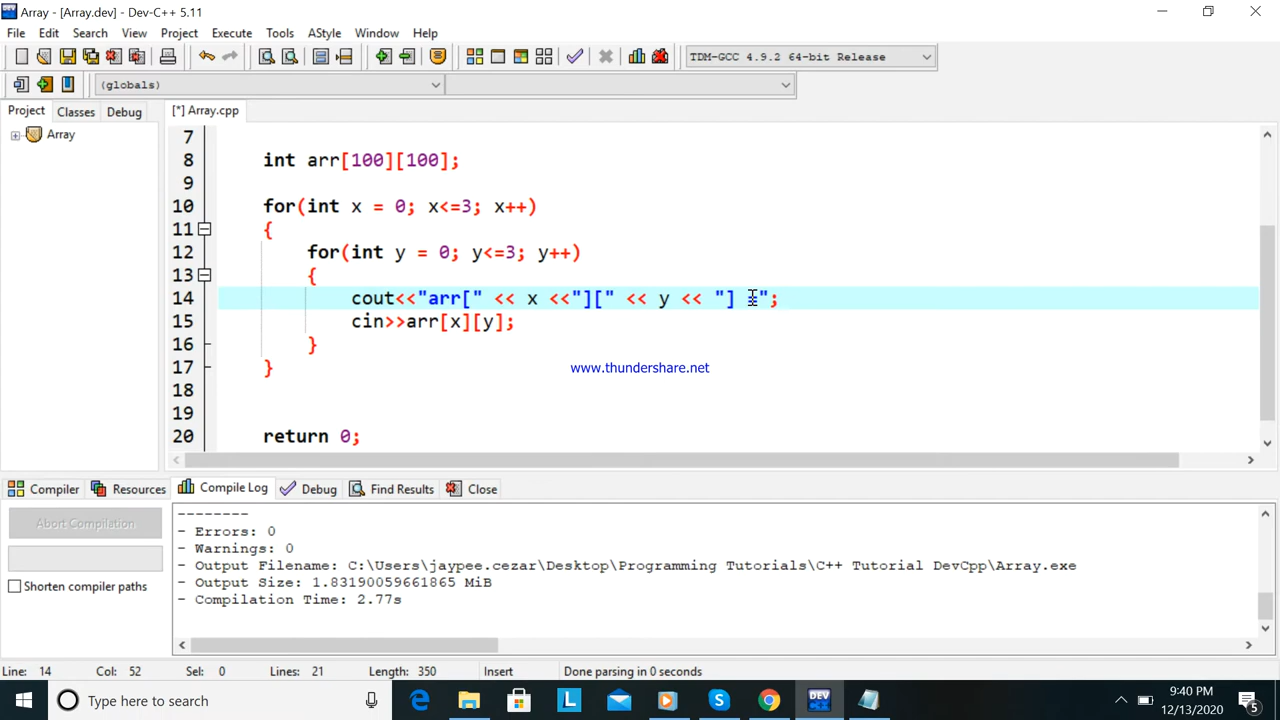 Array - [Array.dev] - Dev-C++ 5.11
File Edit Search View Project Execute Tools AStyle Window Help
TDM-GCC 4.9.2 64-bit Release
(globals)
Project Classes Debug [*] Array.cpp
Array
7
8 int arr[100][100];
9
10 for(int x = 0; x<=3; x++)
11 {
12 for(int y = 0; y<=3; y++)
13 {
14 cout<<"arr[" << x <<"][" << y << "] =";
15 cin>>arr[x][y];
16 }
17 }
www.thundershare.net
18
19
20 return 0;
Compiler Resources Compile Log Debug Find Results Close
Abort Compilation
Shorten compiler paths
--------
- Errors: 0
- Warnings: 0
- Output Filename: C:\Users\jaypee.cezar\Desktop\Programming Tutorials\C++ Tutorial DevCpp\Array.exe
- Output Size: 1.83190059661865 MiB
- Compilation Time: 2.77s
Line: 14 Col: 52 Sel: 0 Lines: 21 Length: 350 Insert Done parsing in 0 seconds
Type here to search
DEV C++
9:40 PM
12/13/2020
5